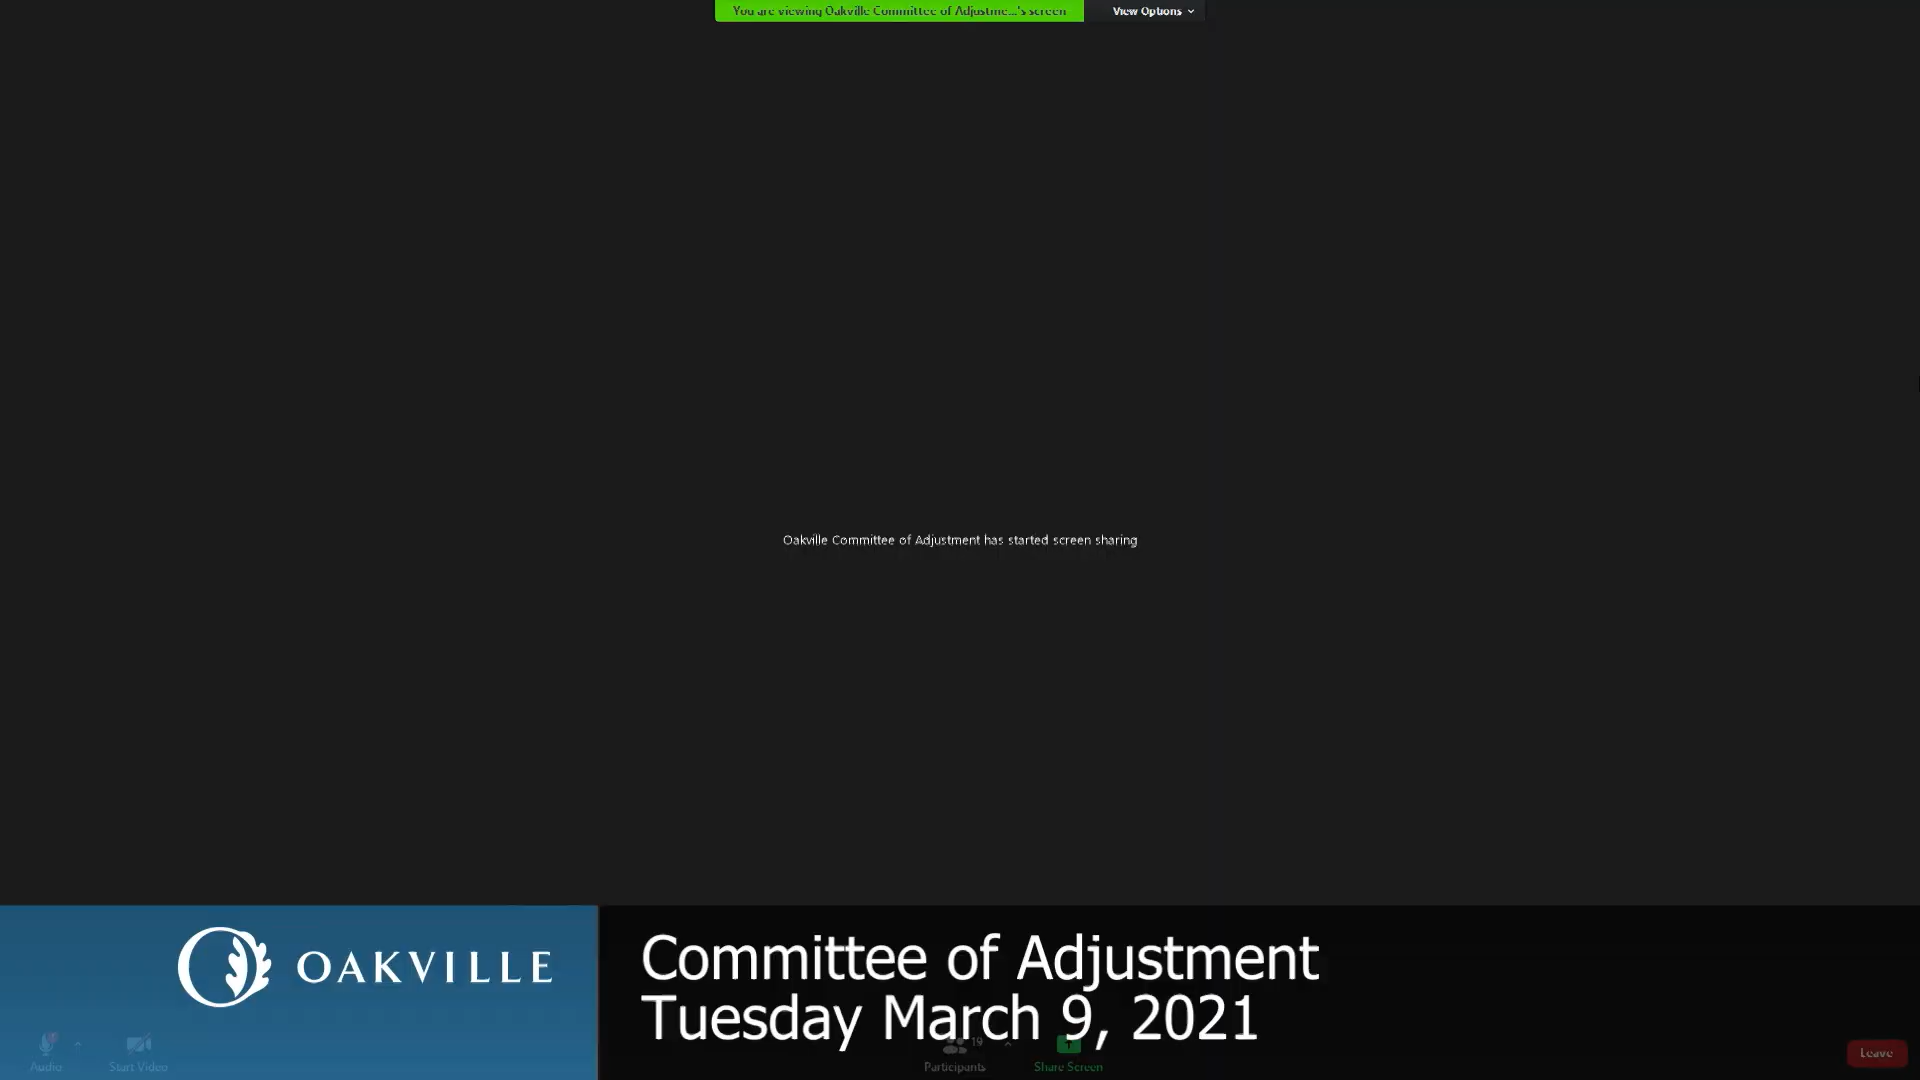 You are viewing Oakville Committee of Adjustme...'s screen
View Options
Oakville Committee of Adjustment has started screen sharing
OAKVILLE
Committee of Adjustment
Tuesday March 9, 2021
Audio
Start Video
19
Participants
Share Screen
Leave